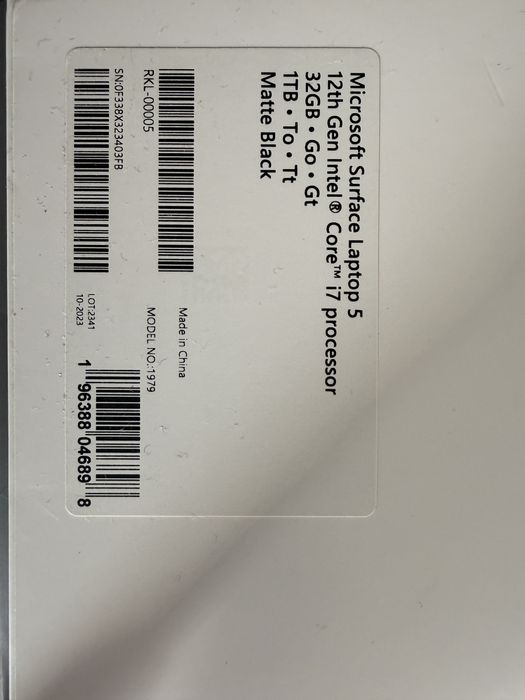 Microsoft Surface Laptop 5
12th Gen Intel® Core™ i7 processor
32GB • Go • Gt
1TB • To • Tt
Matte Black
RKL-00005
Made in China
MODEL NO.:1979
SN:0F338X323403FB
LOT:2341
10-2023
1 96388 04689 8